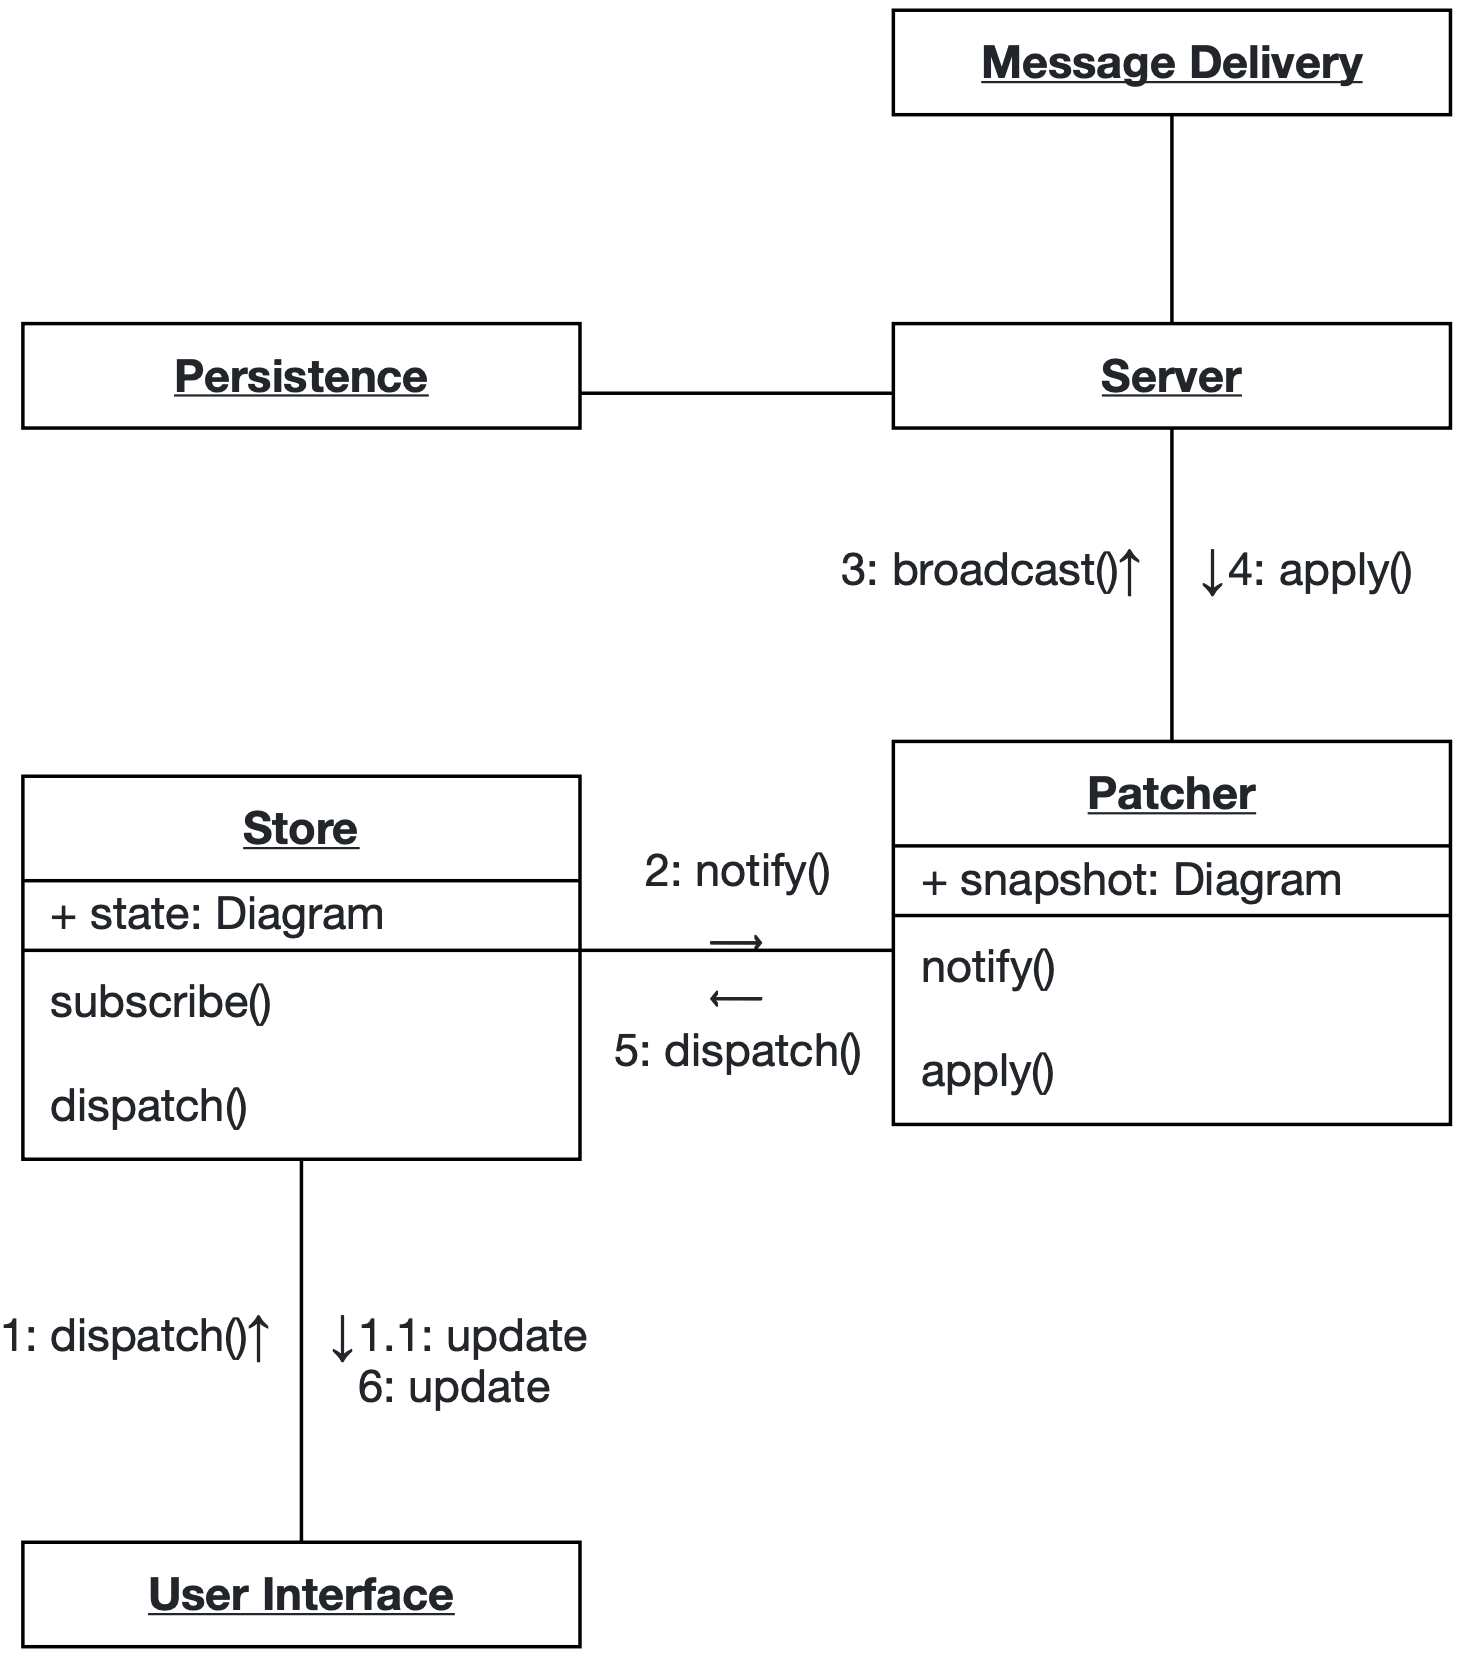 Message Delivery
Persistence
Server
3: broadcast()↑
↓4: apply()
Store
+ state: Diagram
subscribe()
dispatch()
2: notify()
→
←
5: dispatch()
Patcher
+ snapshot: Diagram
notify()
apply()
1: dispatch()↑
↓1.1: update
6: update
User Interface